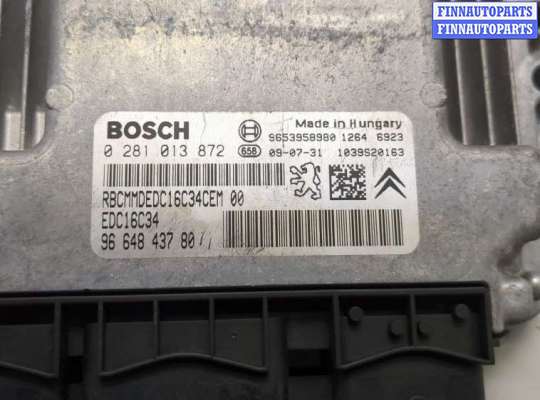 FINNAUTOPARTS
FINNAUTOPARTS
FINNAUTOPARTS
BOSCH
Made in Hungary
9653958980 1264 6923
0 281 013 872 658 09-07-31 1039S20163
RBCMMDEDC16C34CEM 00
EDC16C34
96 648 437 80